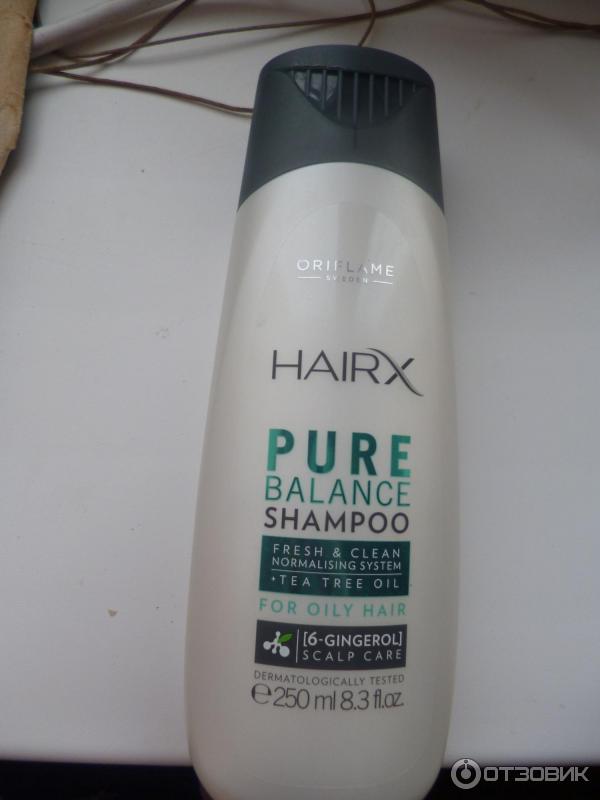 ORIFLAME
SWEDEN
HAIRX
PURE
BALANCE
SHAMPOO
FRESH & CLEAN
NORMALISING SYSTEM
+TEA TREE OIL
FOR OILY HAIR
[6-GINGEROL]
SCALP CARE
DERMATOLOGICALLY TESTED
℮250 ml 8.3 fl.oz.
ОТЗОВИК